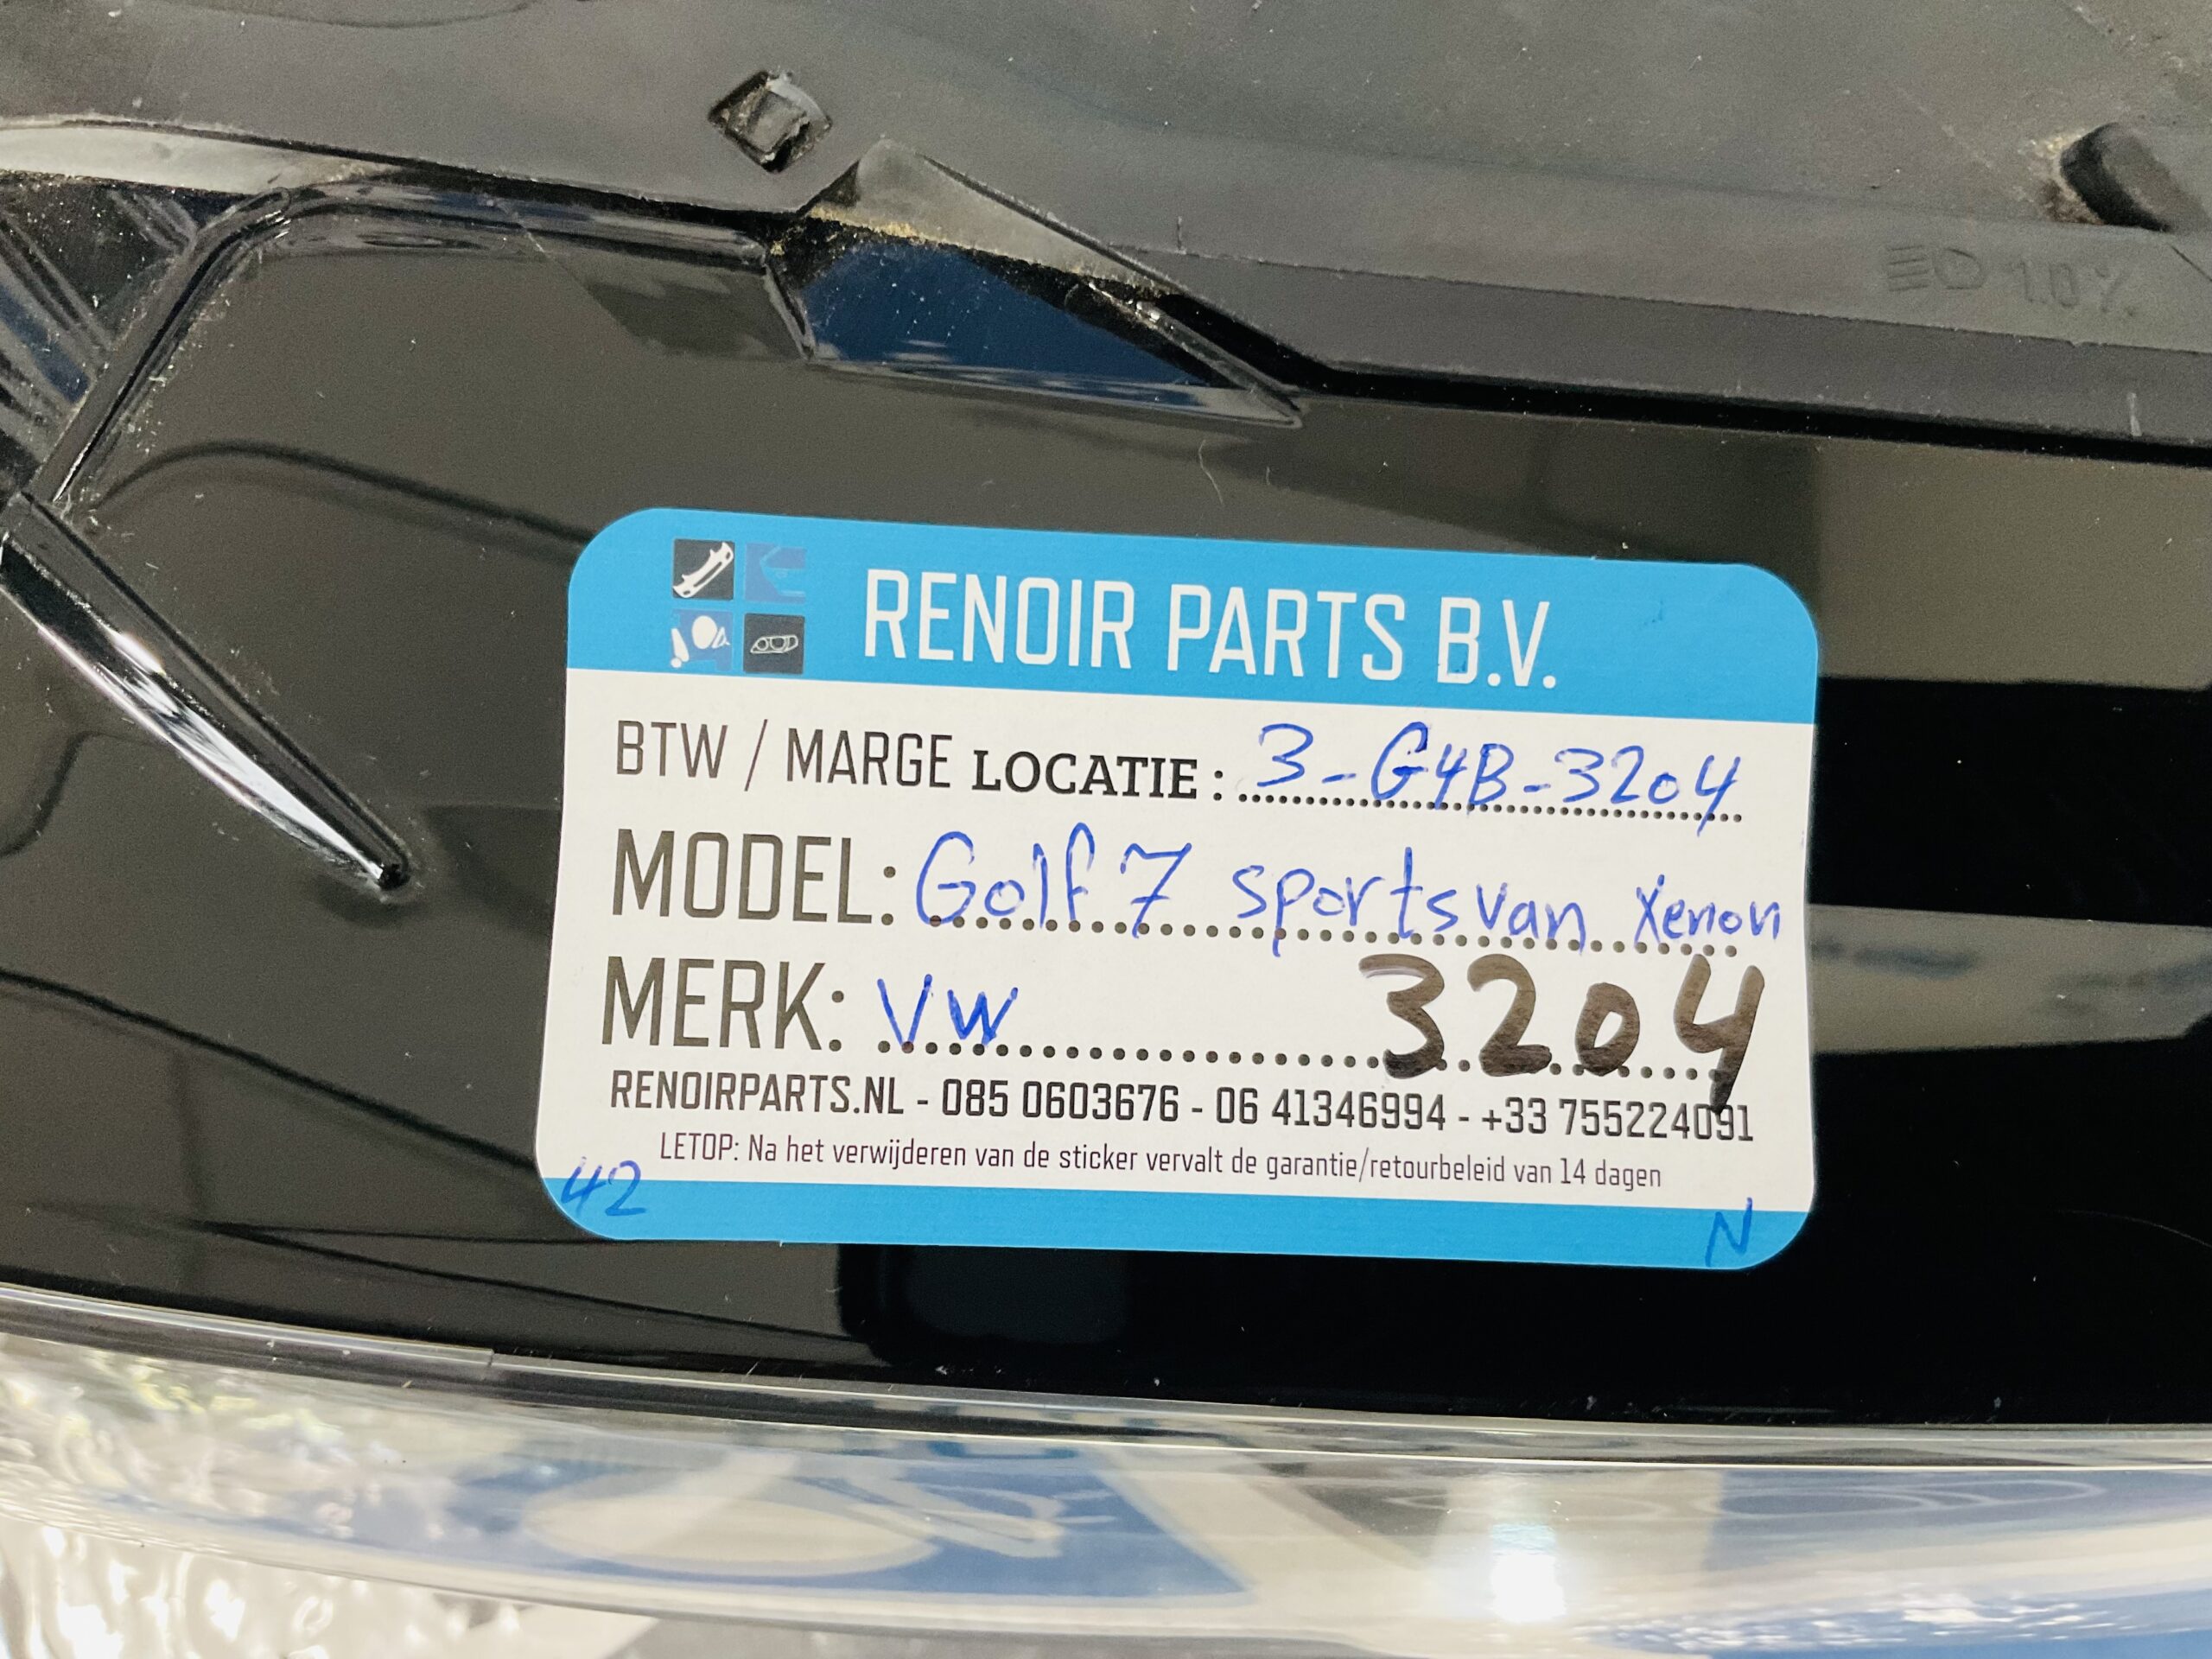 1.0%
RENOIR PARTS B.V.
BTW / MARGE LOCATIE : 3-G4B-3204
MODEL: Golf 7 sportsvan Xenon
MERK: VW 3204
RENOIRPARTS.NL - 085 0603676 - 06 41346994 - +33 755224091
LETOP: Na het verwijderen van de sticker vervalt de garantie/retourbeleid van 14 dagen
42 N